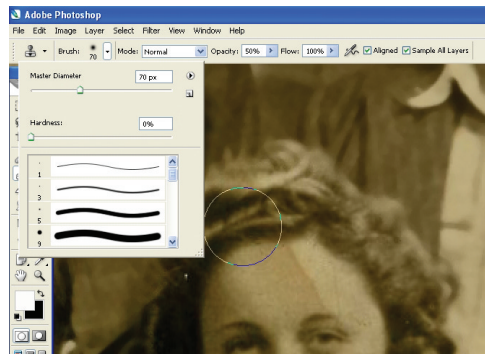 Adobe Photoshop
File Edit Image Layer Select Filter View Window Help
Brush: 70 Mode: Normal Opacity: 50% Flow: 100% Aligned Sample All Layers
Master Diameter 70 px
Hardness: 0%
1
3
5
9